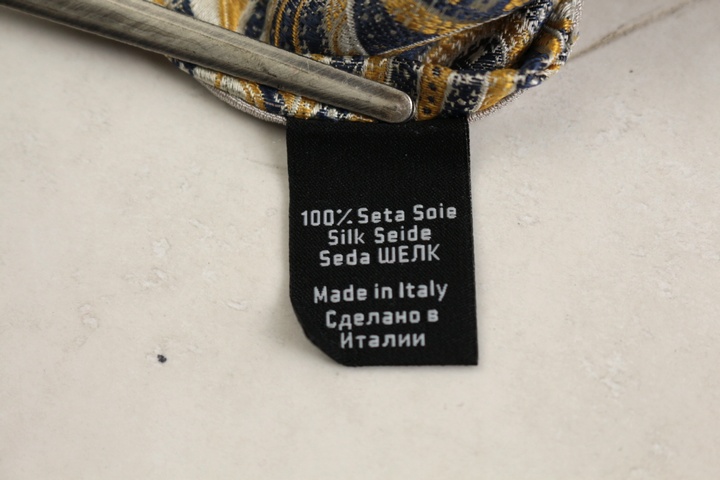 100% Seta Soie
Silk Seide
Seda ШЕЛК
Made in Italy
Сделано в
Италии